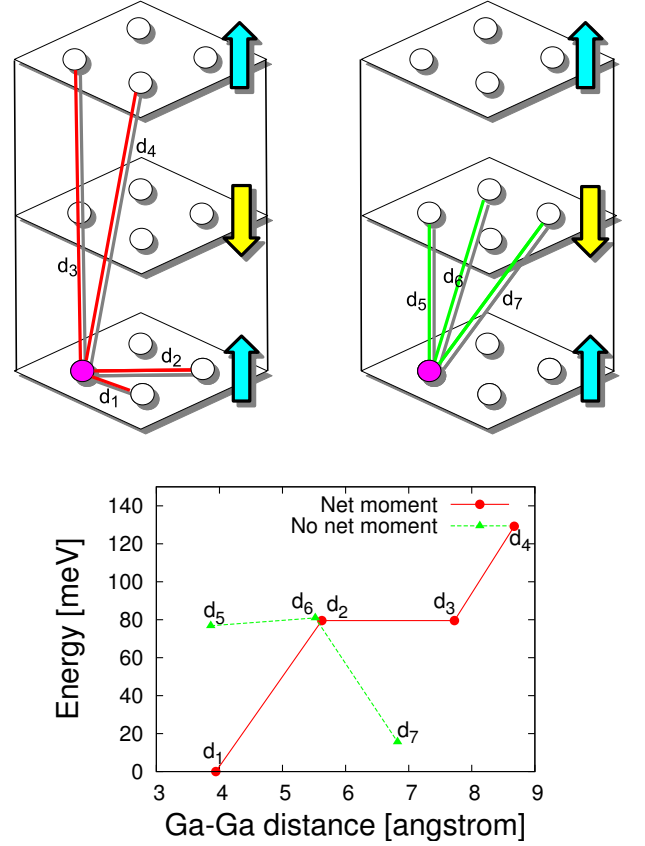 d4
d3
d2
d1
d6
d5
d7
Net moment
No net moment
140
120
100
80
60
40
20
0
Energy [meV]
d4
d5
d6
d2
d3
d7
d1
3 4 5 6 7 8 9
Ga-Ga distance [angstrom]